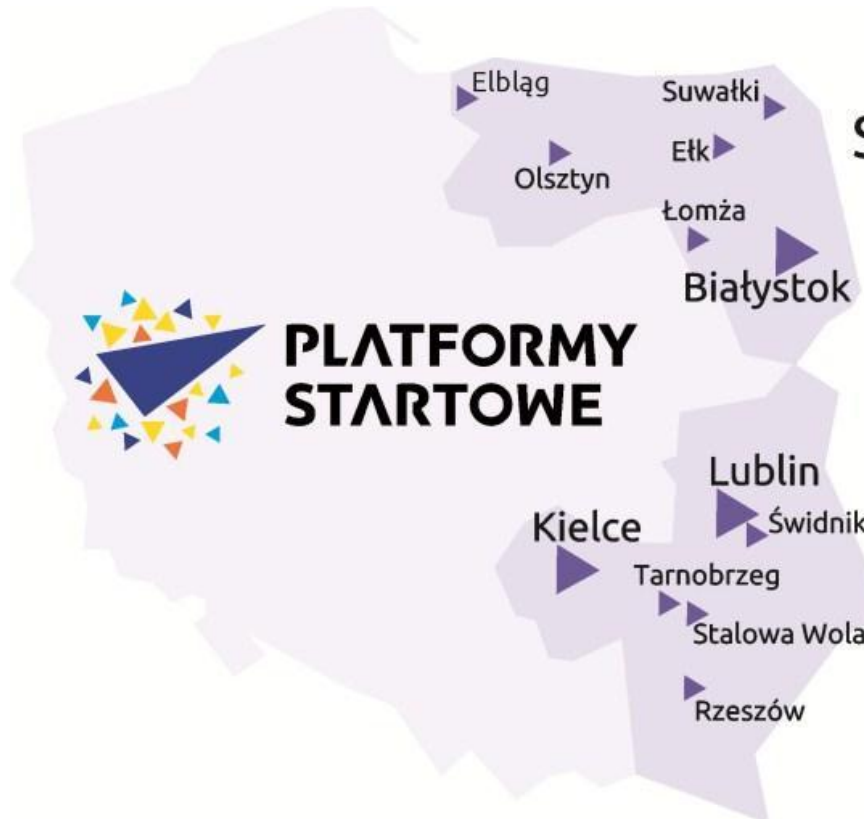 Elbląg
Suwałki
Ełk
Olsztyn
Łomża
Białystok
PLATFORMY
STARTOWE
Lublin
Świdnik
Kielce
Tarnobrzeg
Stalowa Wola
Rzeszów